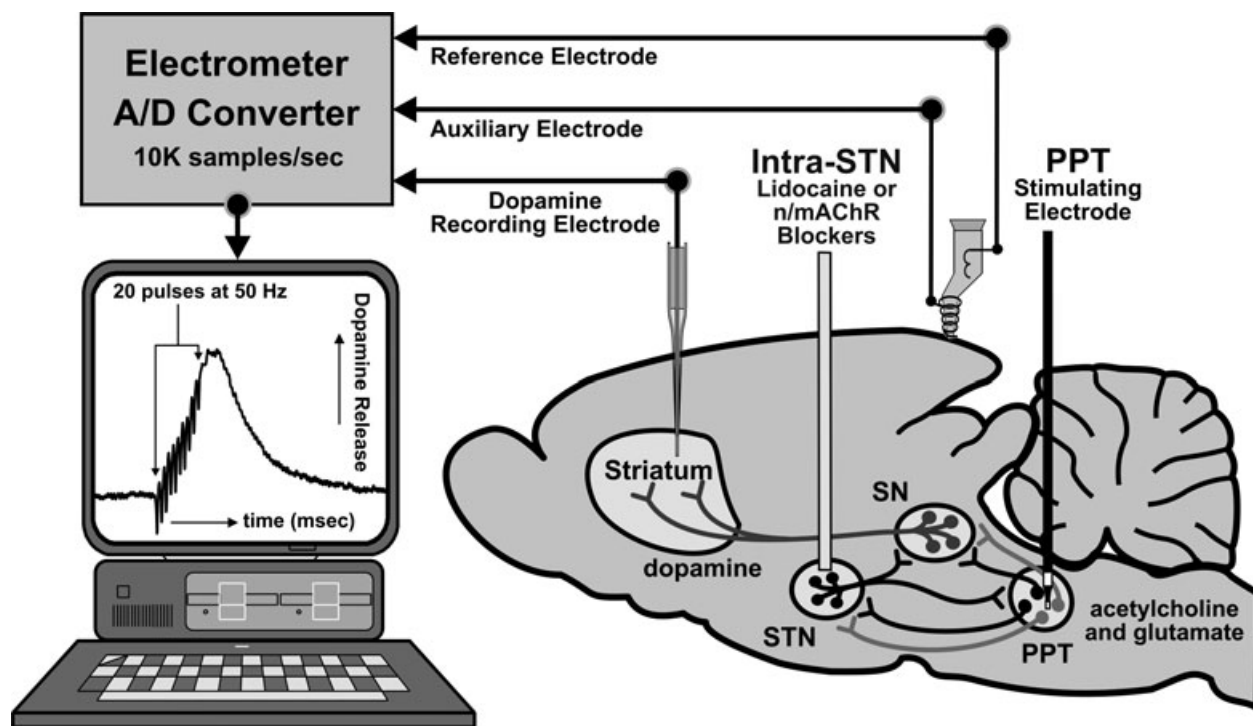 Electrometer
A/D Converter
10K samples/sec
Reference Electrode
Auxiliary Electrode
Dopamine
Recording Electrode
Intra-STN
Lidocaine or
n/mAChR
Blockers
PPT
Stimulating
Electrode
20 pulses at 50 Hz
Dopamine Release
time (msec)
Striatum
dopamine
SN
STN
PPT
acetylcholine
and glutamate